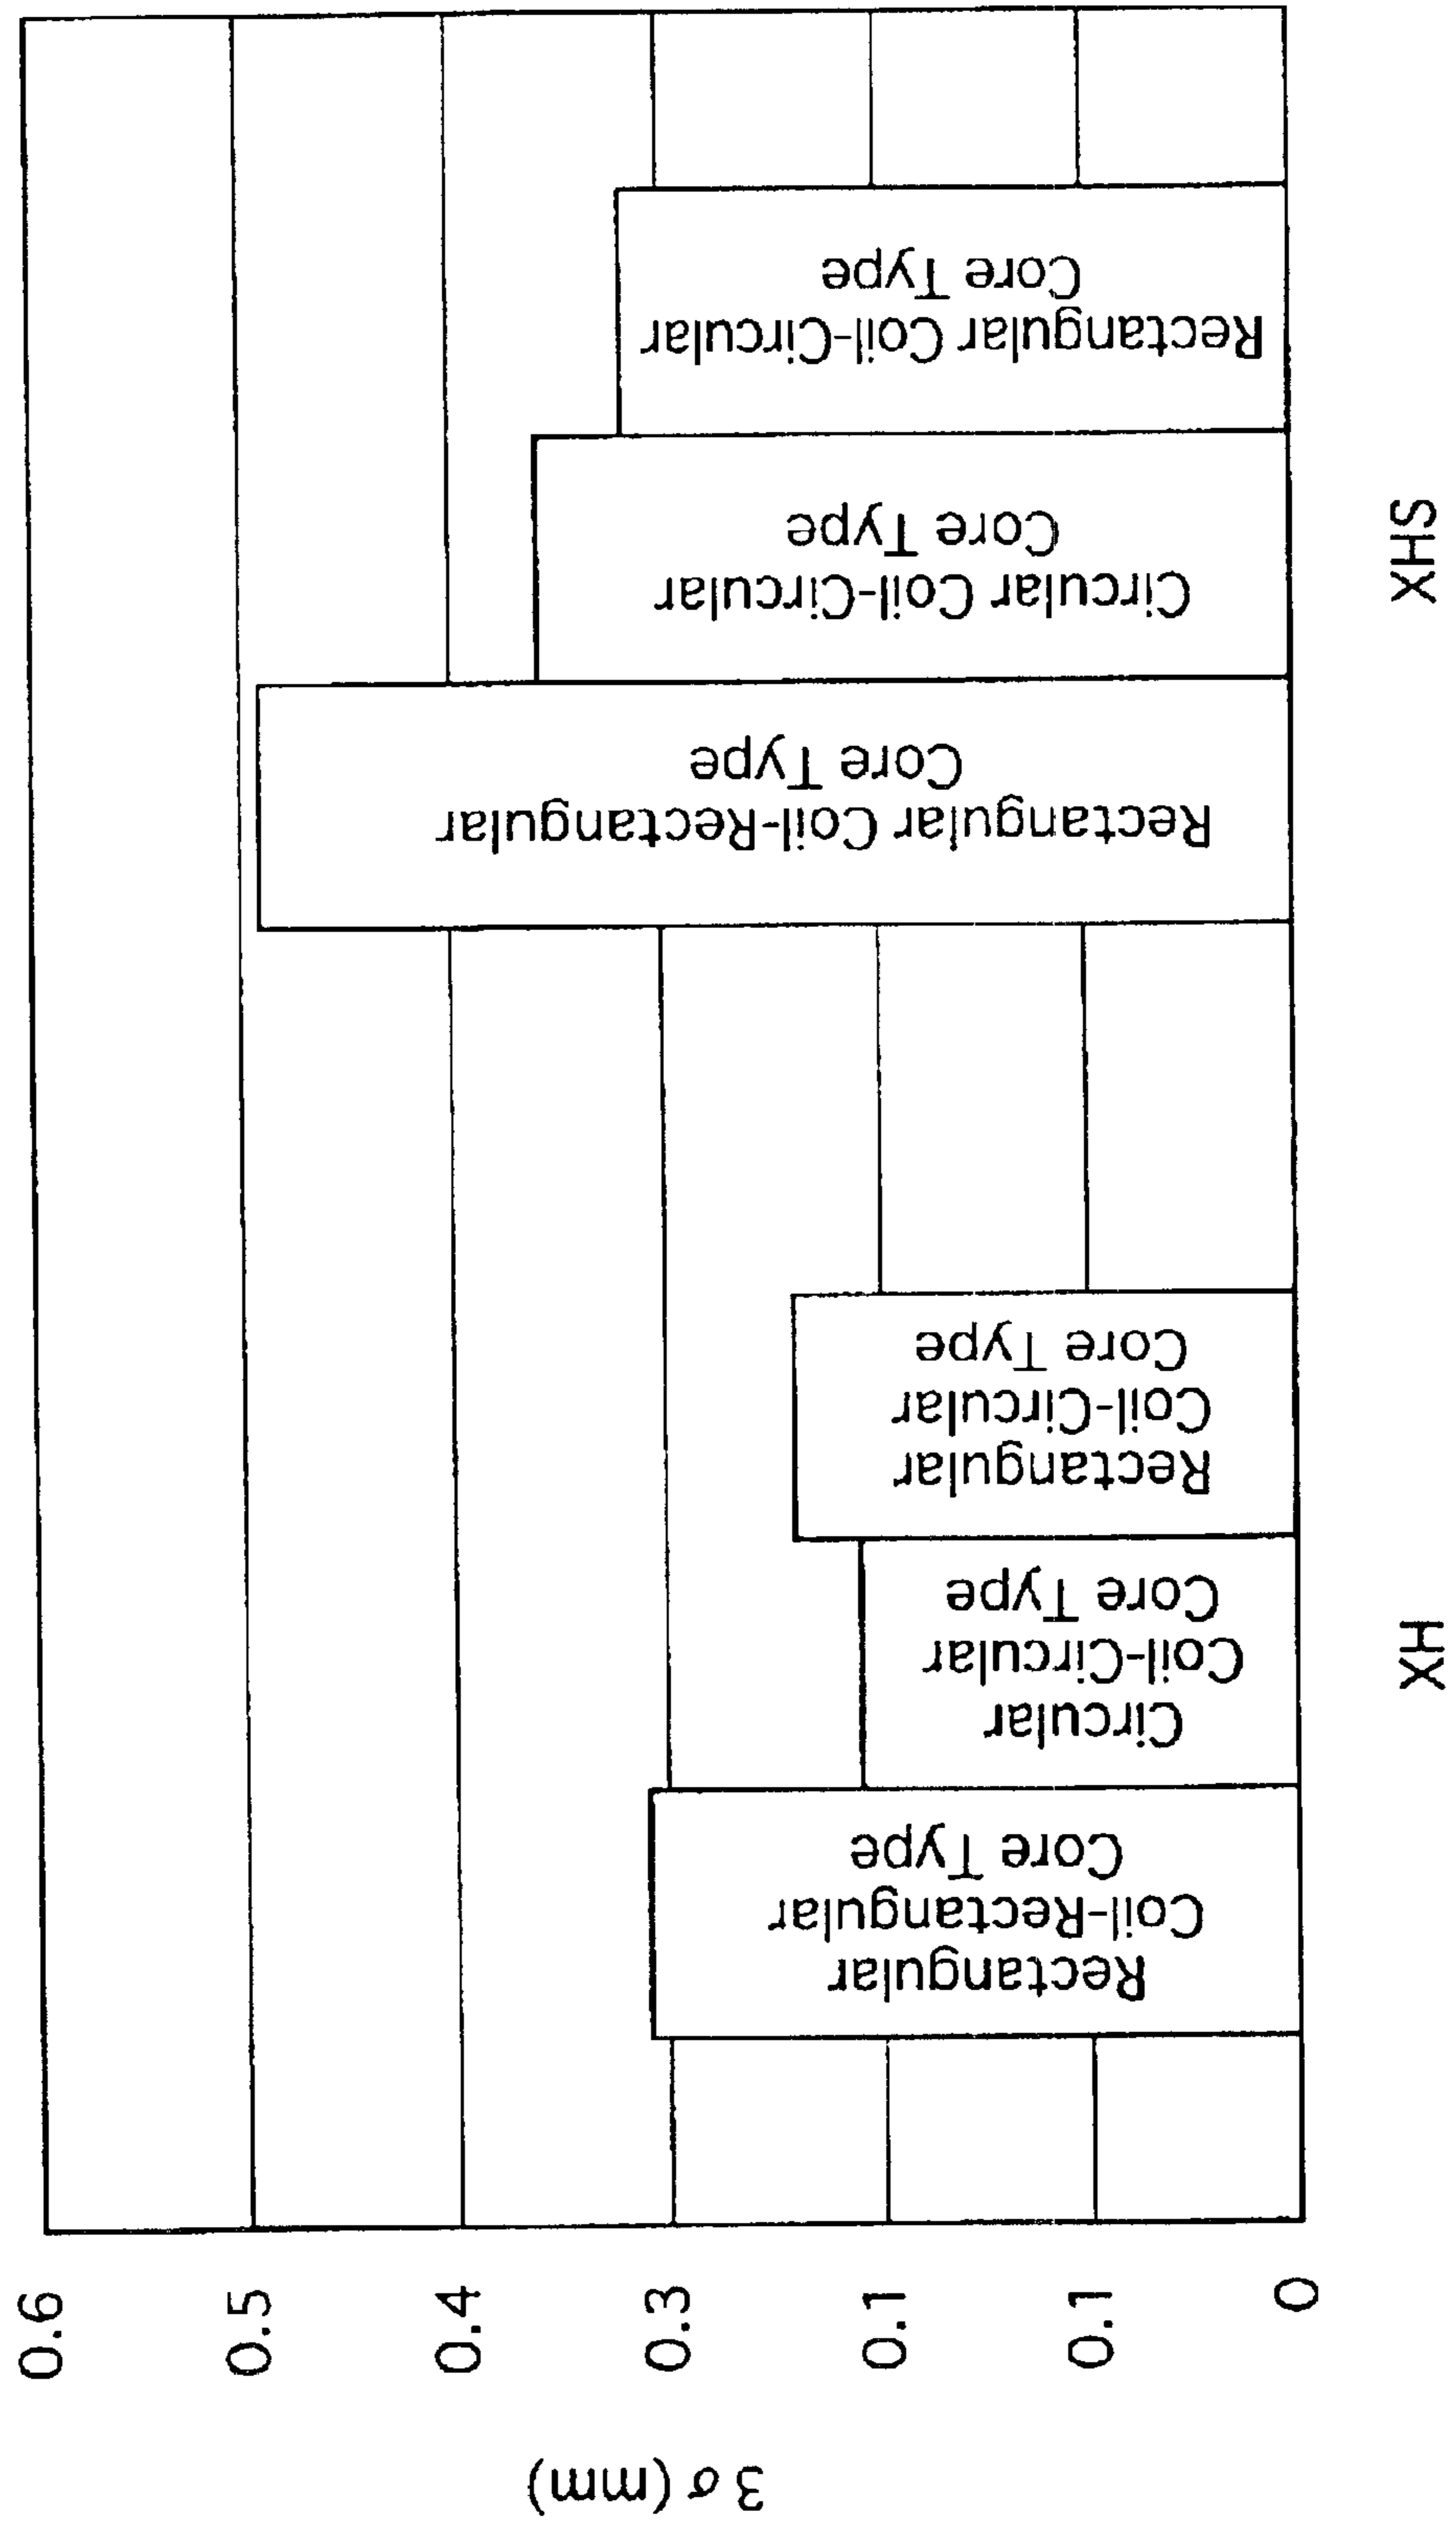 3σ (mm)
0.6
0.5
0.4
0.3
0.1
0.1
0
Rectangular
Coil-Rectangular
Core Type
Circular
Coil-Circular
Core Type
Rectangular
Coil-Circular
Core Type
Rectangular Coil-Rectangular
Core Type
Circular Coil-Circular
Core Type
Rectangular Coil-Circular
Core Type
XH
XHS